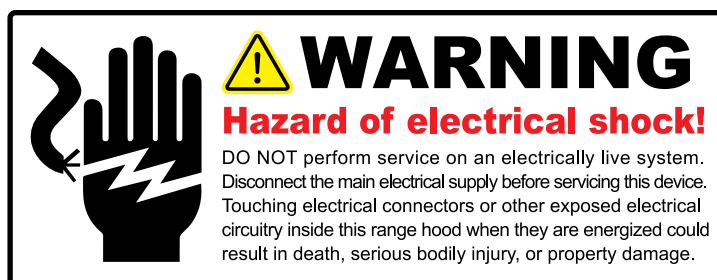 WARNING
Hazard of electrical shock!
DO NOT perform service on an electrically live system.
Disconnect the main electrical supply before servicing this device.
Touching electrical connectors or other exposed electrical
circuitry inside this range hood when they are energized could
result in death, serious bodily injury, or property damage.